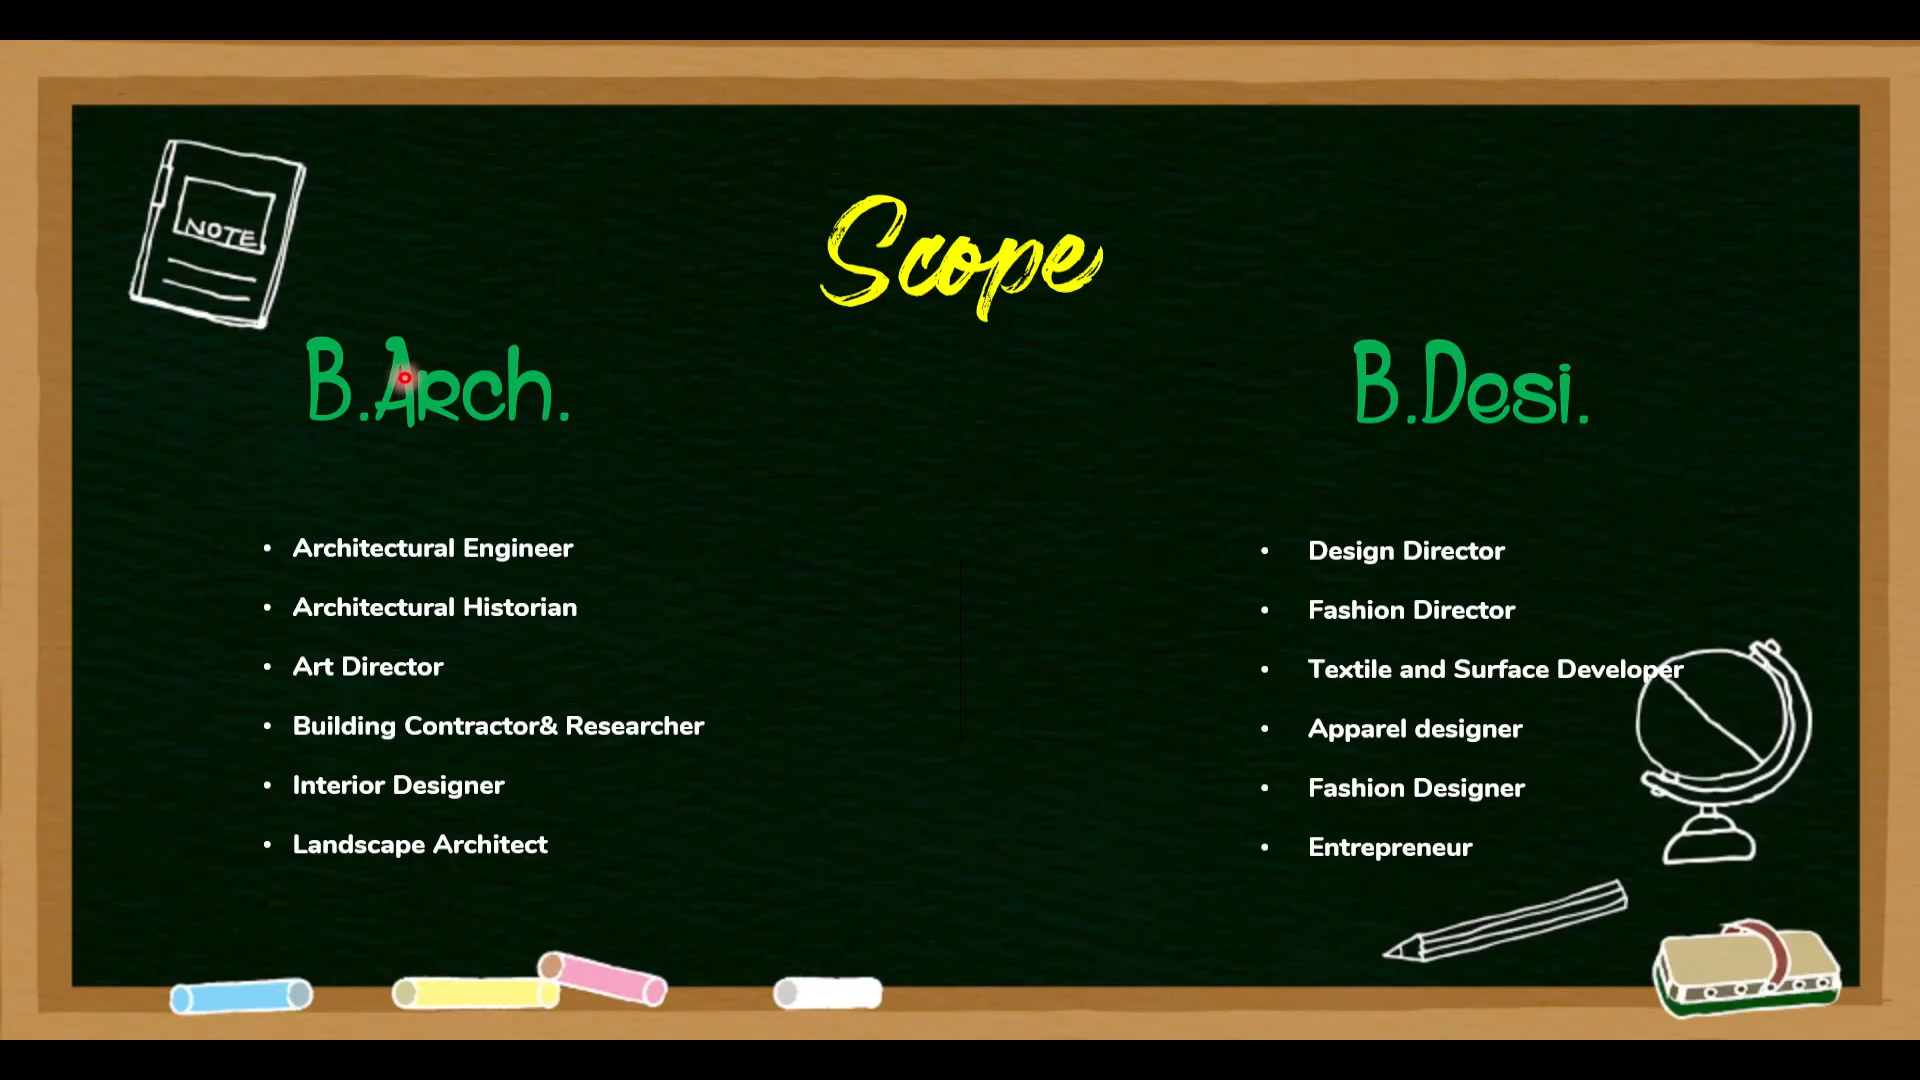 NOTE
Scope
B.Arch.
• Architectural Engineer
• Architectural Historian
• Art Director
• Building Contractor& Researcher
• Interior Designer
• Landscape Architect
B.Desi.
• Design Director
• Fashion Director
• Textile and Surface Developer
• Apparel designer
• Fashion Designer
• Entrepreneur